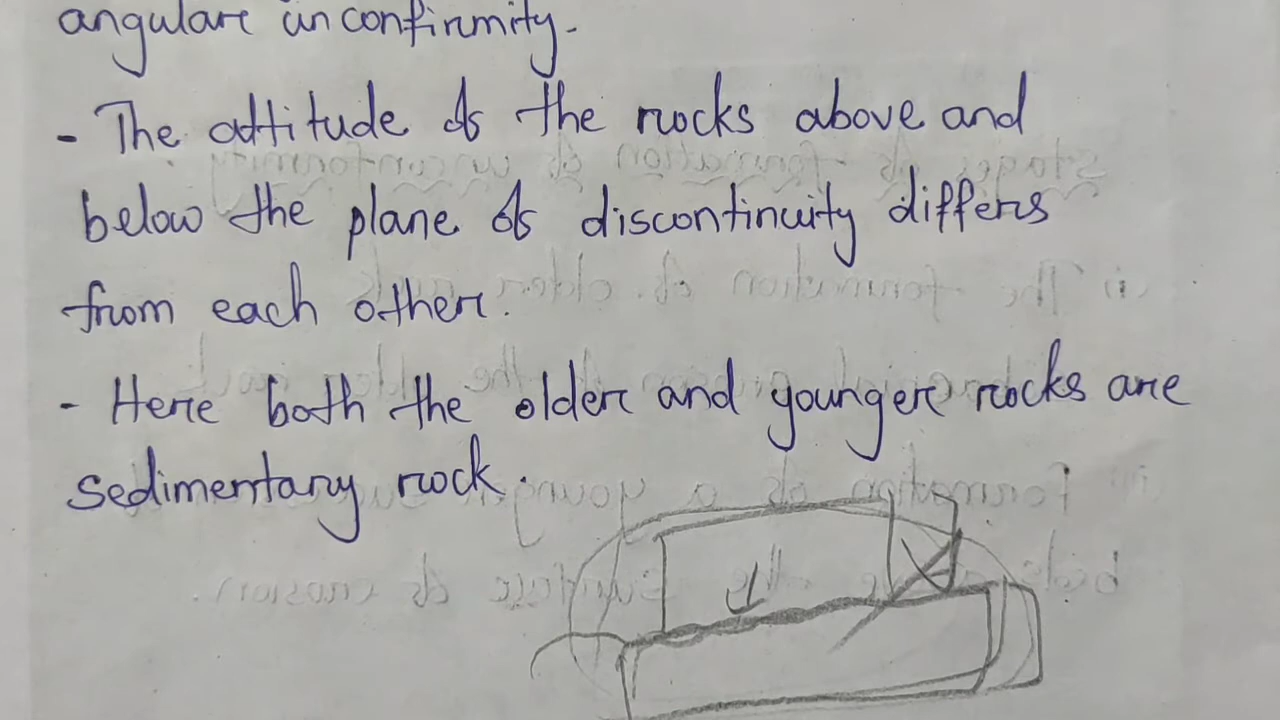 angular unconfirmity.
- The attitude of the rocks above and
below the plane of discontinuity differs
from each other.
- Here both the older and younger rocks are
sedimentary rock.